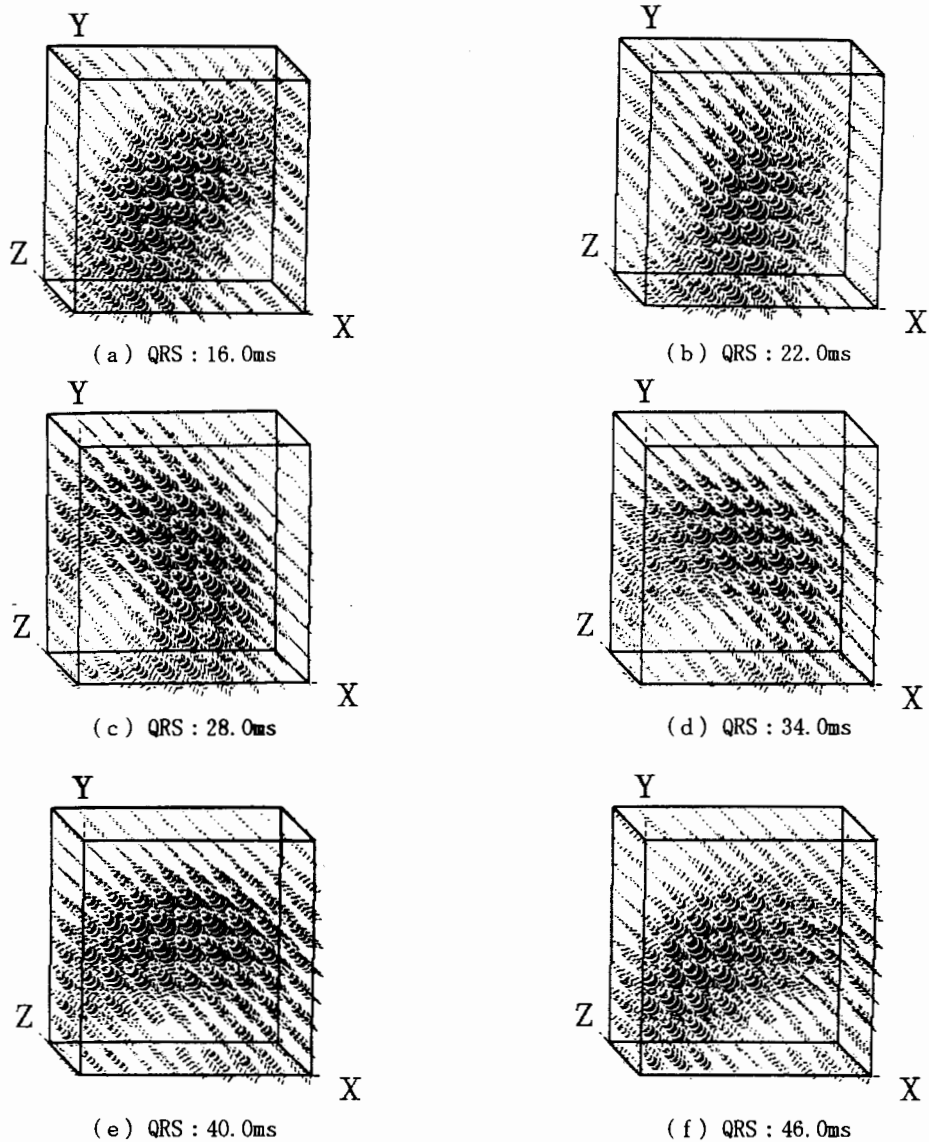 Y
Y
Z
Z
X
X
(a) QRS : 16.0ms
(b) QRS : 22.0ms
Y
Y
Z
Z
X
X
(c) QRS : 28.0ms
(d) QRS : 34.0ms
Y
Y
Z
Z
X
X
(e) QRS : 40.0ms
(f) QRS : 46.0ms